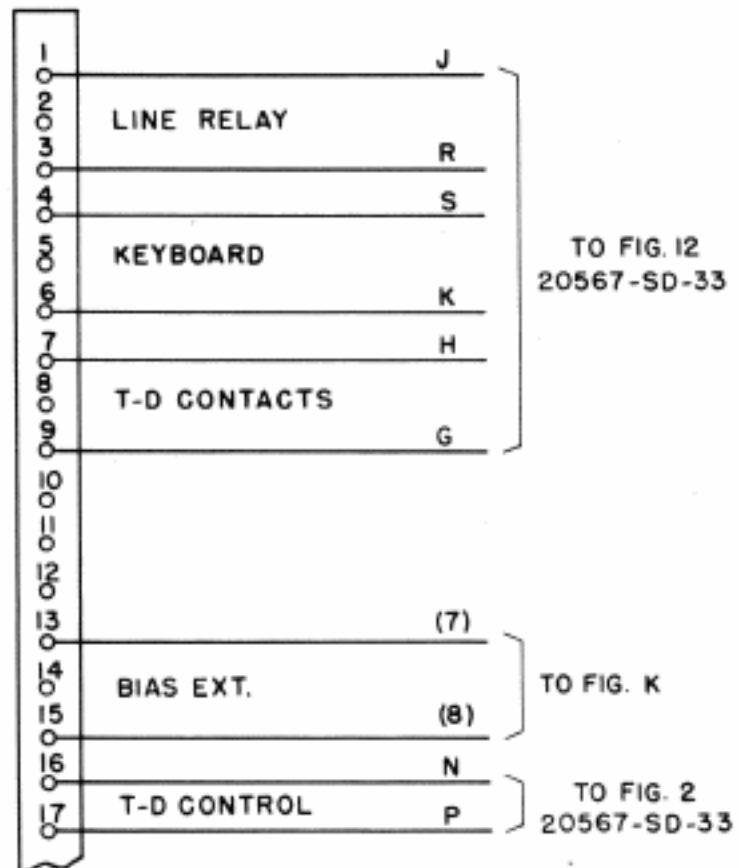 1 J
2 LINE RELAY
3 R
4 S
5 KEYBOARD
TO FIG. 12
20567-SD-33
6 K
7 H
8 T-D CONTACTS
9 G
10
11
12
13 (7)
14 BIAS EXT.
TO FIG. K
15 (8)
16 N
T-D CONTROL
TO FIG. 2
20567-SD-33
17 P